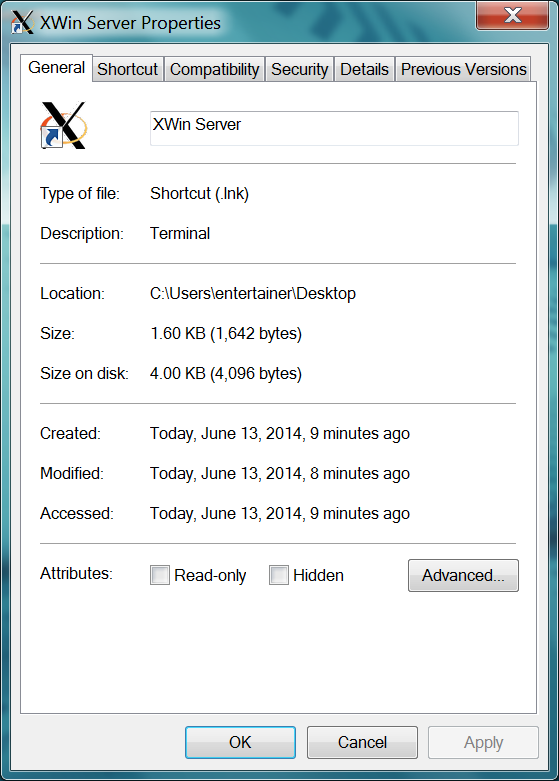 XWin Server Properties
General Shortcut Compatibility Security Details Previous Versions
XWin Server
Type of file: Shortcut (.lnk)
Description: Terminal
Location: C:\Users\entertainer\Desktop
Size: 1.60 KB (1,642 bytes)
Size on disk: 4.00 KB (4,096 bytes)
Created: Today, June 13, 2014, 9 minutes ago
Modified: Today, June 13, 2014, 8 minutes ago
Accessed: Today, June 13, 2014, 9 minutes ago
Attributes: Read-only Hidden Advanced...
OK Cancel Apply